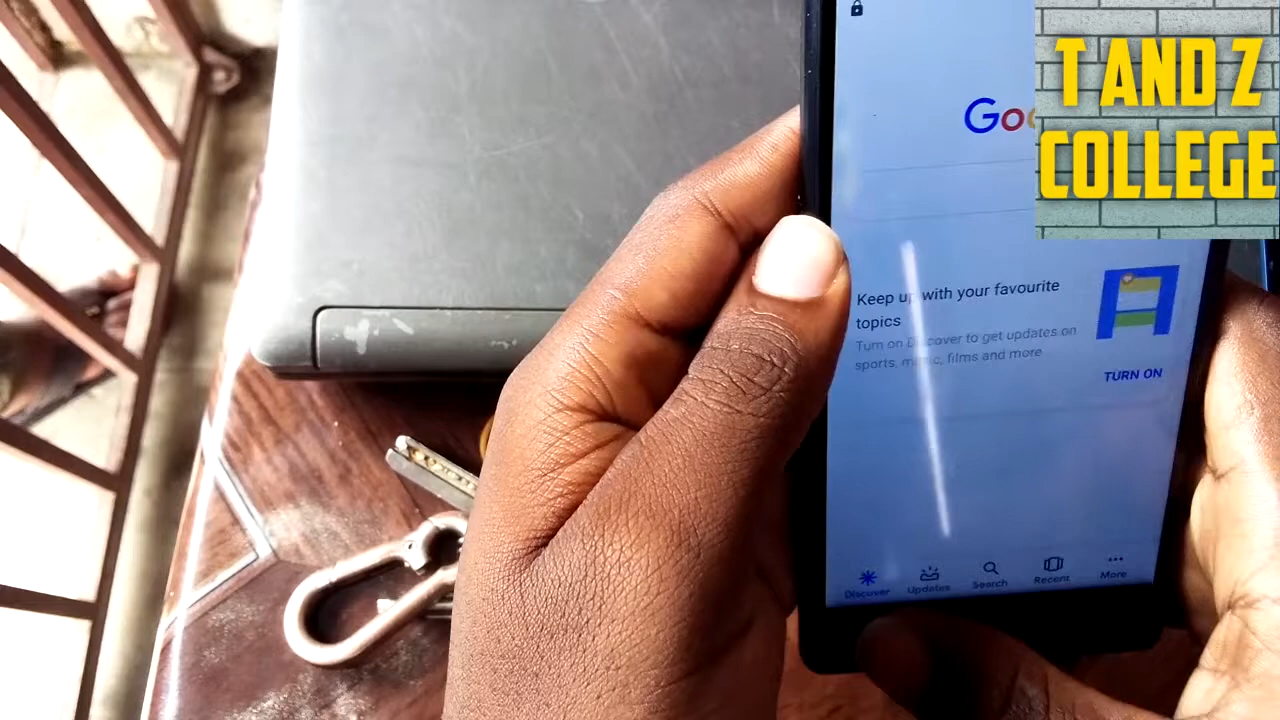 T AND Z
COLLEGE
Keep up with your favourite
topics
Turn on Discover to get updates on
sports, music, films and more
TURN ON
Discover
Updates
Search
Recent
More